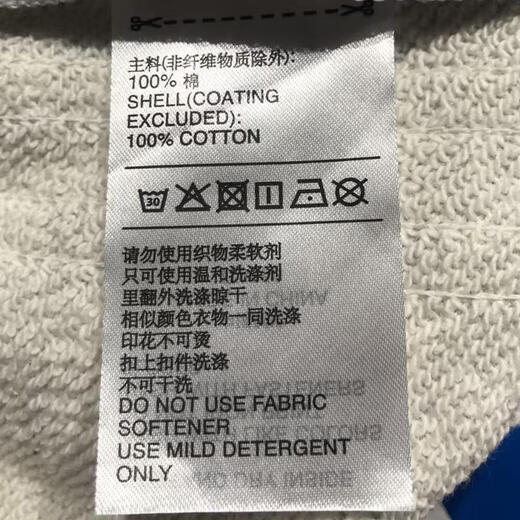 主料(非纤维物质除外):
100% 棉
SHELL(COATING
EXCLUDED):
100% COTTON
30
请勿使用织物柔软剂
只可使用温和洗涤剂
里翻外洗涤晾干
相似颜色衣物一同洗涤
印花不可烫
扣上扣件洗涤
不可干洗
DO NOT USE FABRIC
SOFTENER
USE MILD DETERGENT
ONLY